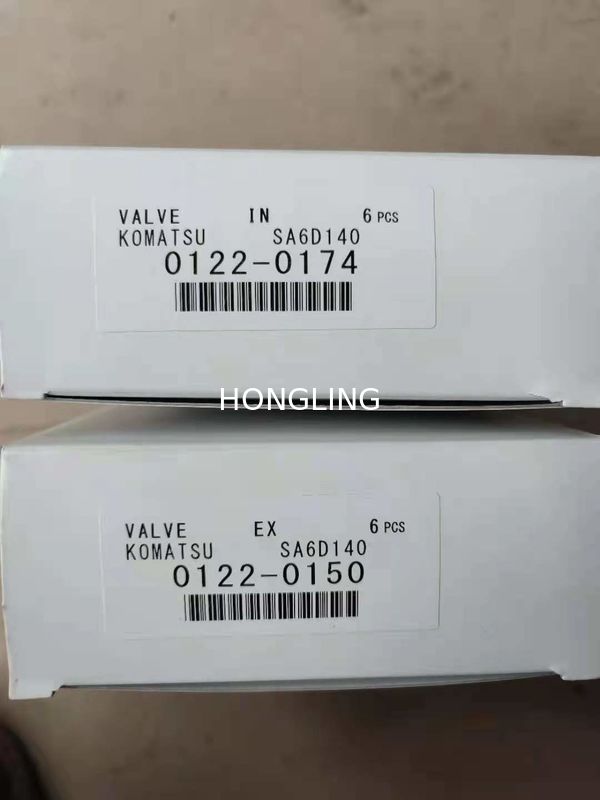 VALVE IN 6 PCS
KOMATSU SA6D140
0122-0174
HONGLING
VALVE EX 6 PCS
KOMATSU SA6D140
0122-0150